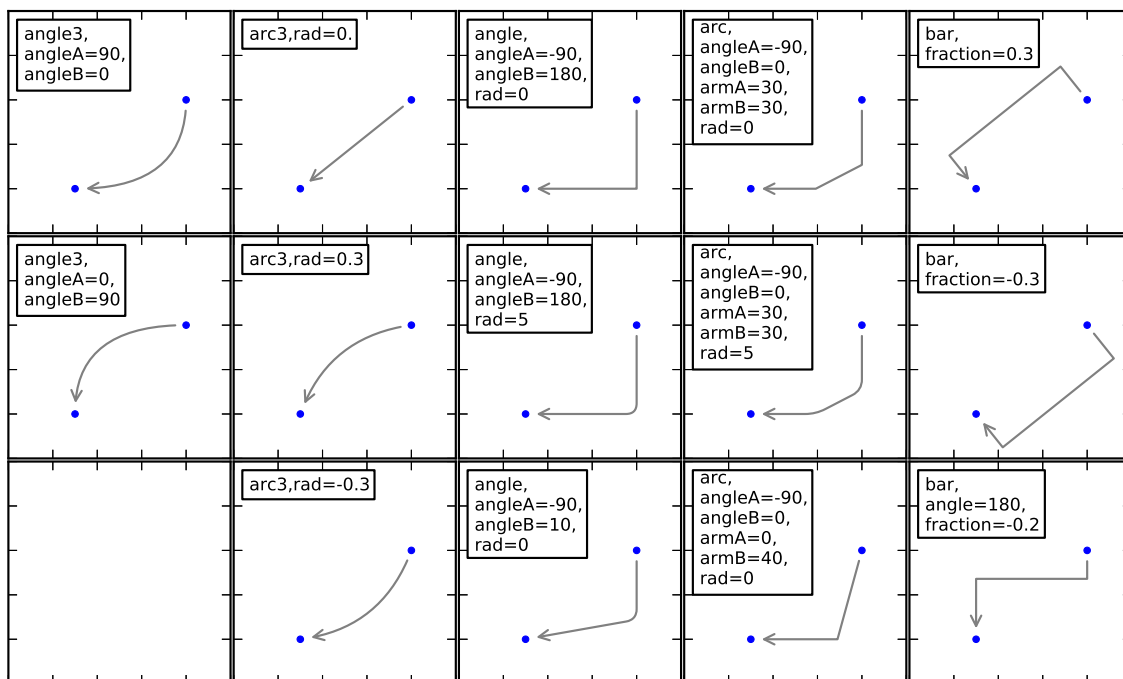 angle3,
angleA=90,
angleB=0
arc3,rad=0.
angle,
angleA=-90,
angleB=180,
rad=0
arc,
angleA=-90,
angleB=0,
armA=30,
armB=30,
rad=0
bar,
fraction=0.3
angle3,
angleA=0,
angleB=90
arc3,rad=0.3
angle,
angleA=-90,
angleB=180,
rad=5
arc,
angleA=-90,
angleB=0,
armA=30,
armB=30,
rad=5
bar,
fraction=-0.3
arc3,rad=-0.3
angle,
angleA=-90,
angleB=10,
rad=0
arc,
angleA=-90,
angleB=0,
armA=0,
armB=40,
rad=0
bar,
angle=180,
fraction=-0.2